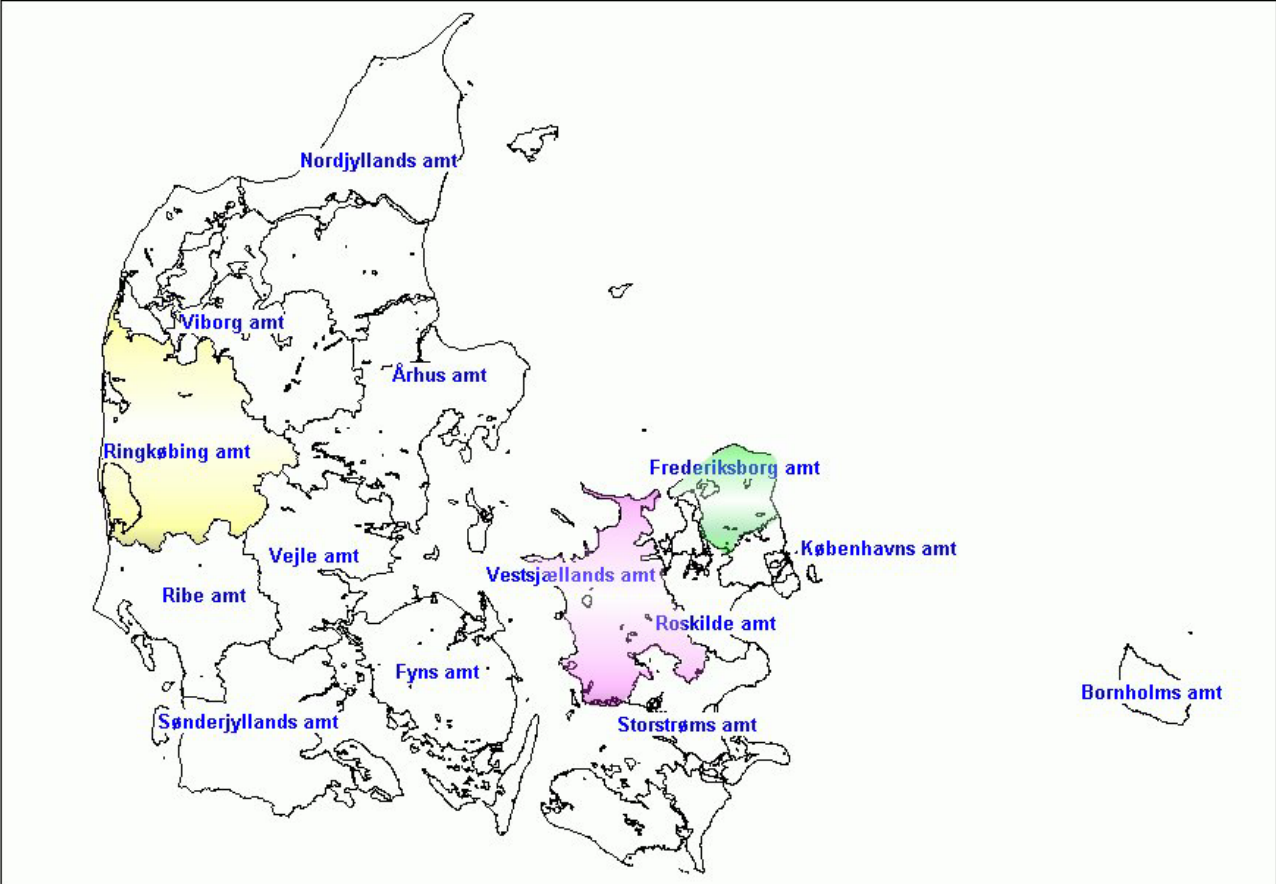 Nordjyllands amt
Viborg amt
Århus amt
Ringkøbing amt
Frederiksborg amt
Københavns amt
Vejle amt
Vestsjællands amt
Ribe amt
Roskilde amt
Fyns amt
Bornholms amt
Sønderjyllands amt
Storstrøms amt